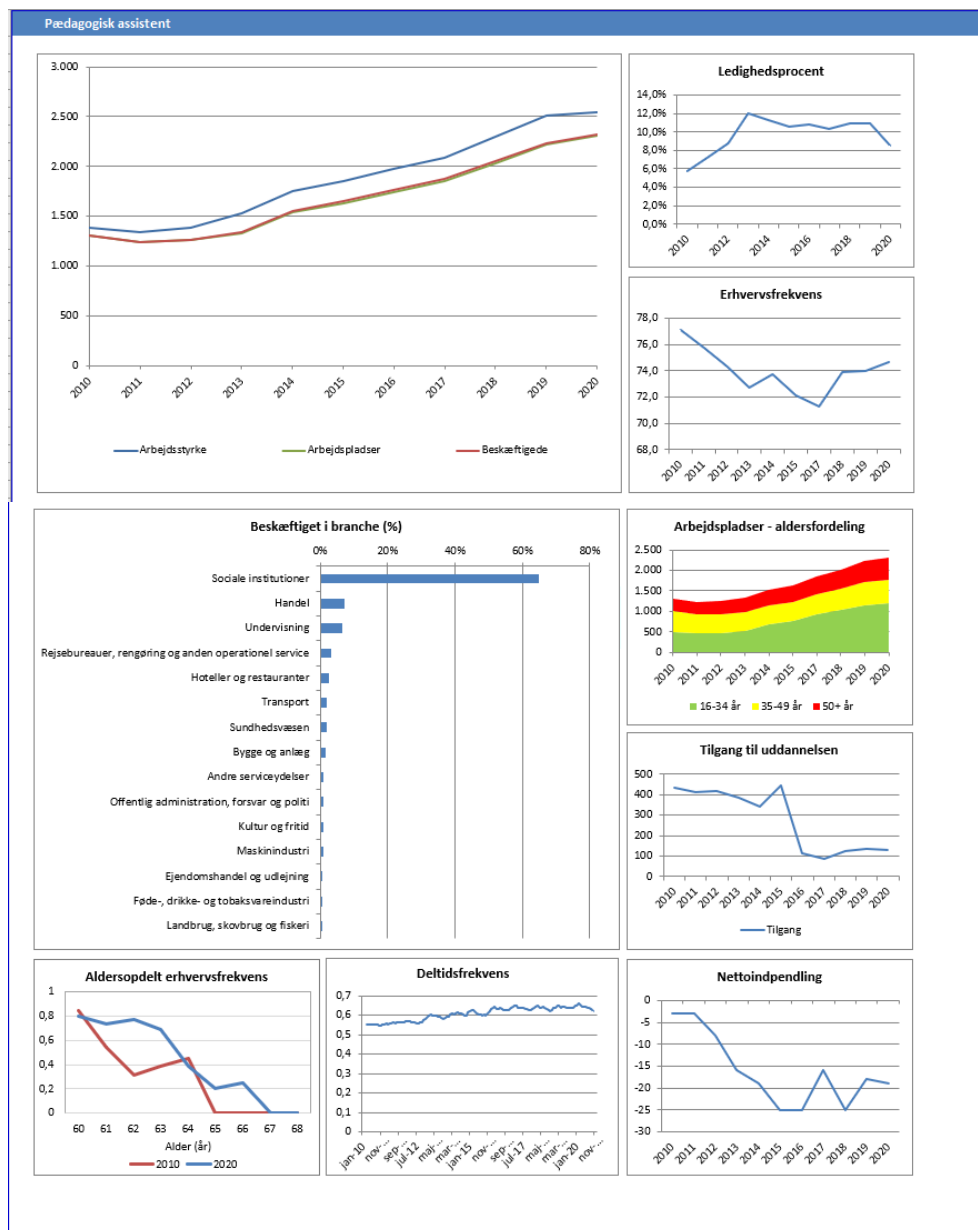 Pædagogisk assistent
3.000
2.500
2.000
1.500
1.000
500
0
2010 2011 2012 2013 2014 2015 2016 2017 2018 2019 2020
Arbejdsstyrke Arbejdspladser Beskæftigede
Ledighedsprocent
14,0%
12,0%
10,0%
8,0%
6,0%
4,0%
2,0%
0,0%
2010 2012 2014 2016 2018 2020
Erhvervsfrekvens
78,0
76,0
74,0
72,0
70,0
68,0
2010 2011 2012 2013 2014 2015 2017 2018 2019 2020
Beskæftiget i branche (%)
0% 20% 40% 60% 80%
Sociale institutioner
Handel
Undervisning
Rejsebureauer, rengøring og anden operationel service
Hoteller og restauranter
Transport
Sundhedsvæsen
Bygge og anlæg
Andre serviceydelser
Offentlig administration, forsvar og politi
Kultur og fritid
Maskinindustri
Ejendomshandel og udlejning
Føde-, drikke- og tobaksvareindustri
Landbrug, skovbrug og fiskeri
Arbejdspladser - aldersfordeling
2.500
2.000
1.500
1.000
500
0
2010 2011 2012 2013 2014 2015 2017 2018 2019 2020
16-34 år 35-49 år 50+ år
Tilgang til uddannelsen
500
400
300
200
100
0
2010 2011 2012 2013 2014 2015 2016 2017 2018 2019 2020
Tilgang
Aldersopdelt erhvervsfrekvens
1
0,8
0,6
0,4
0,2
0
60 61 62 63 64 65 66 67 68
Alder (år)
2010 2020
Deltidsfrekvens
0,7
0,6
0,5
0,4
0,3
0,2
0,1
0
jan-10 nov-... sep-... jul-12 maj-... mar-... jan-15 nov-... sep-... jul-17 maj-... mar-... jan-20 nov-...
Nettoindpendling
0
-5
-10
-15
-20
-25
-30
2010 2011 2012 2013 2014 2015 2016 2017 2018 2019 2020